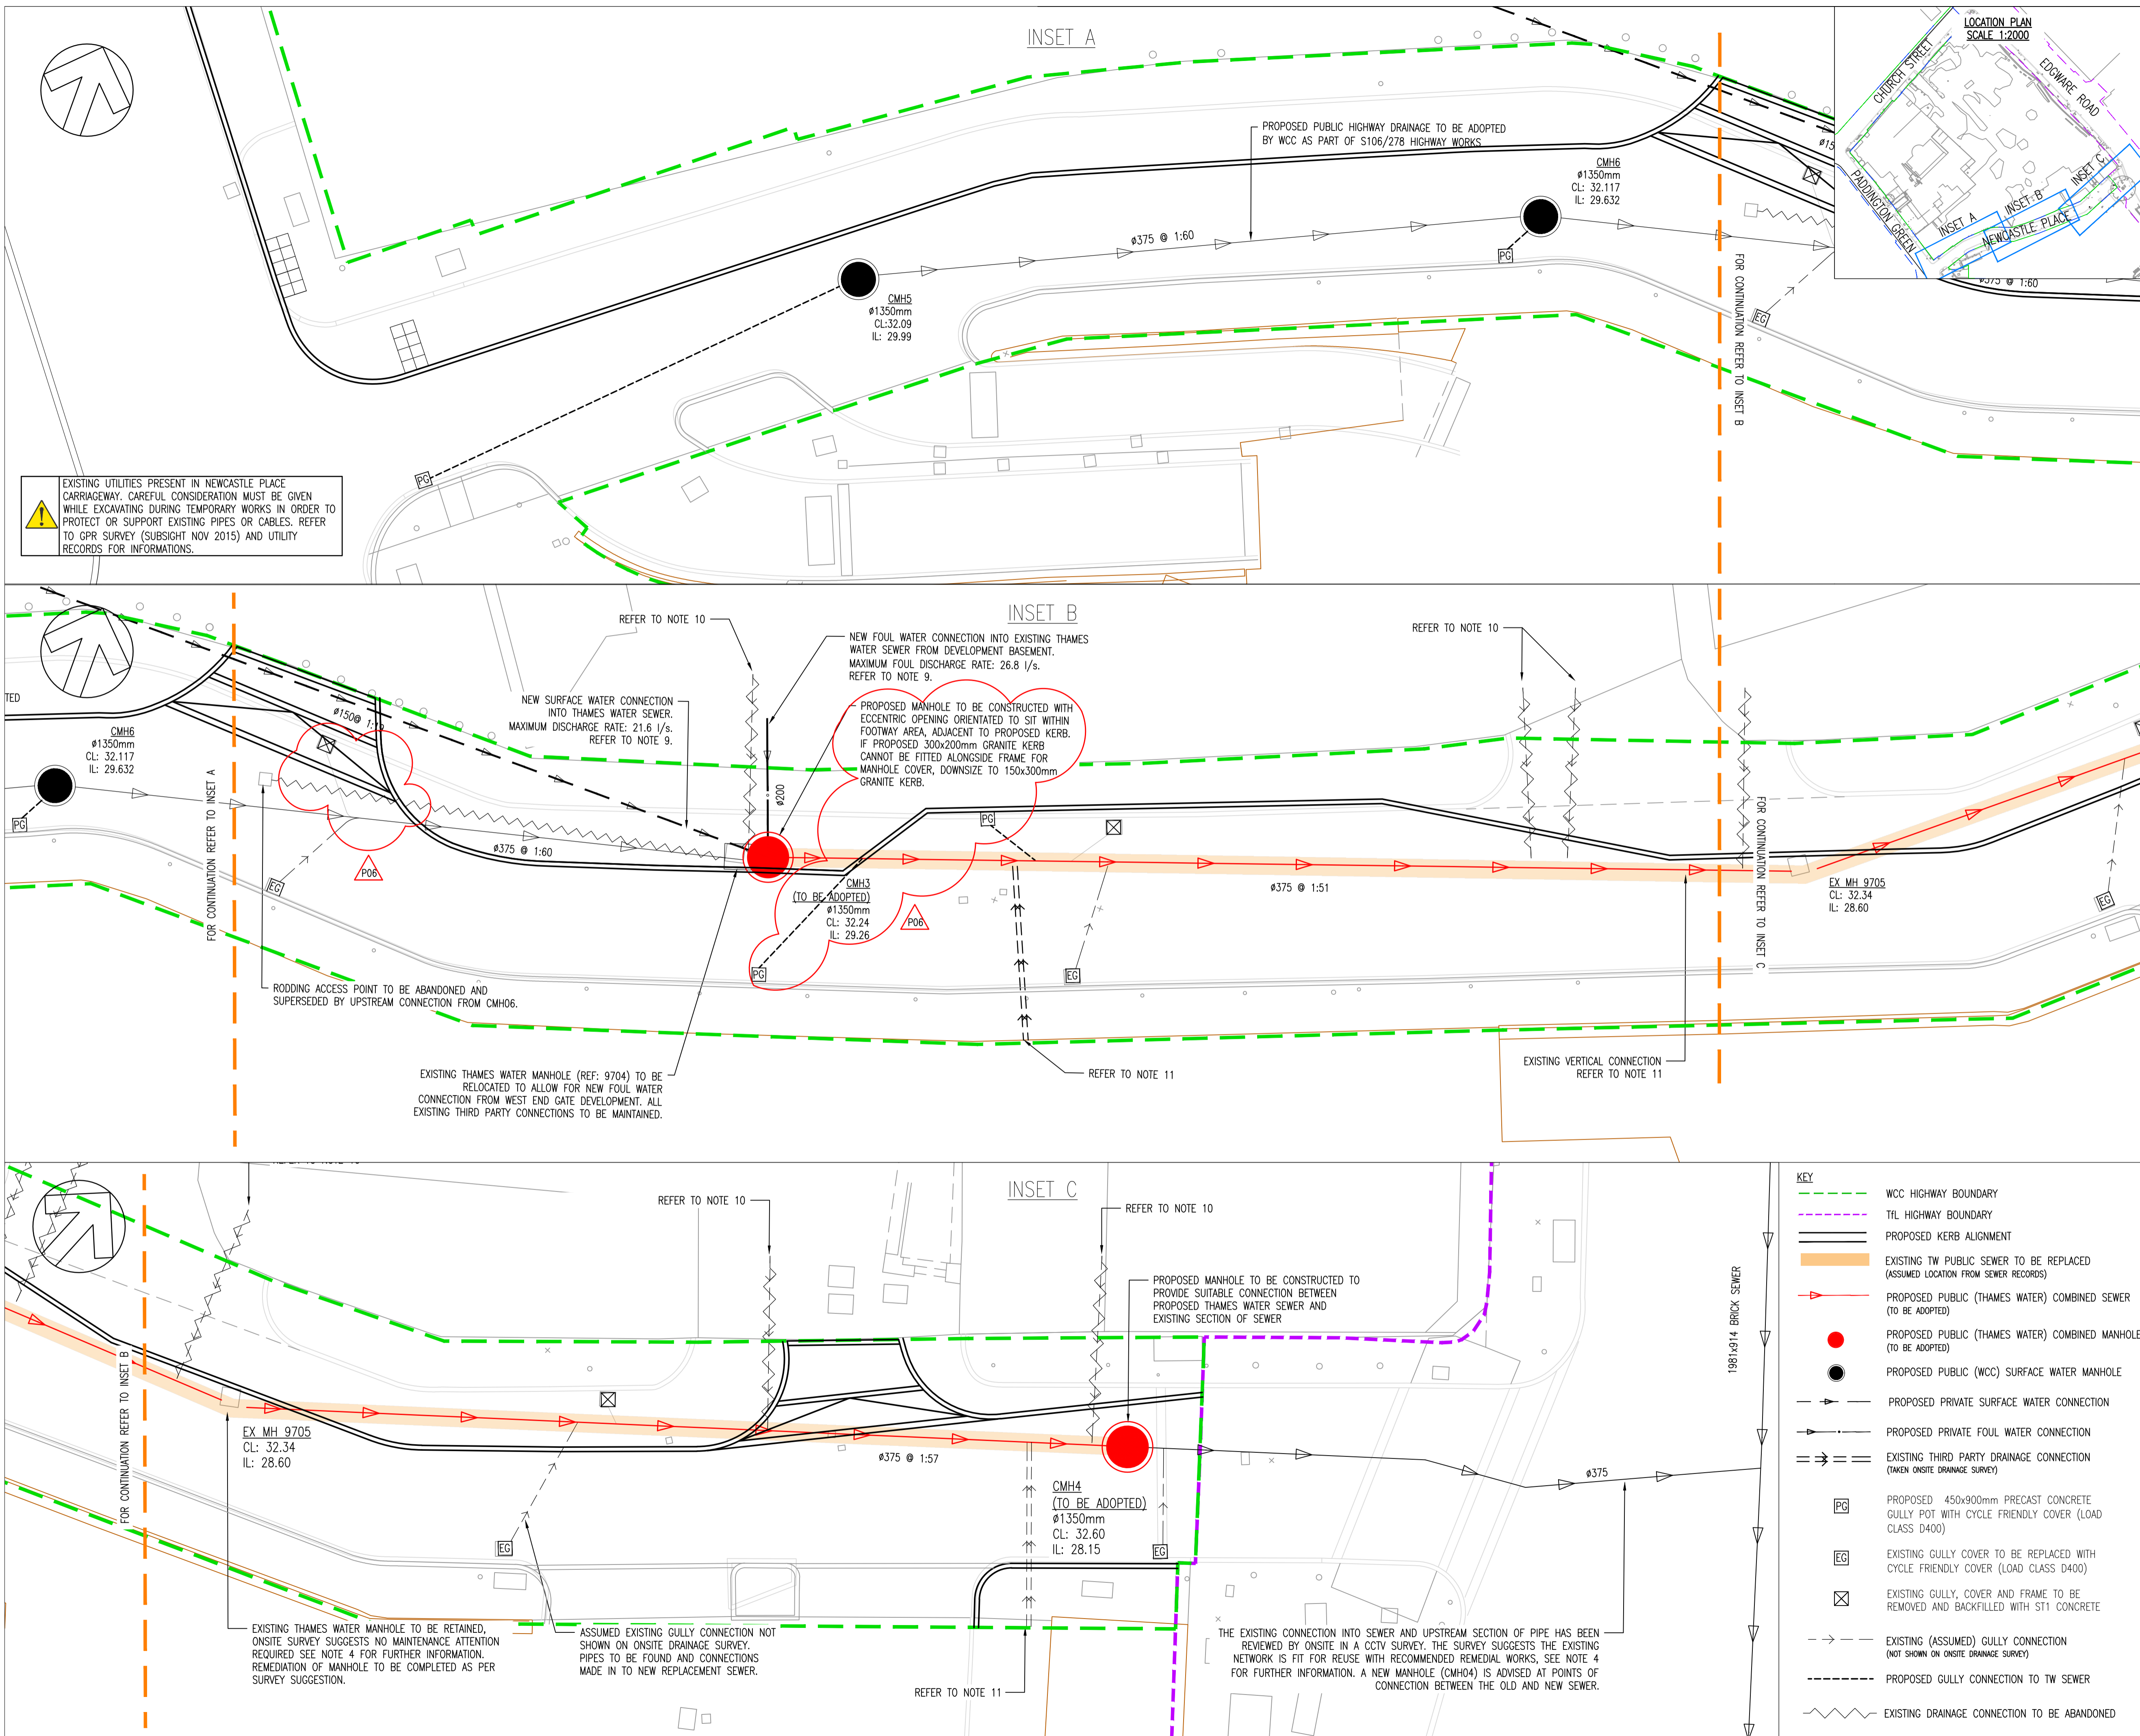 INSET A
PROPOSED PUBLIC HIGHWAY DRAINAGE TO BE ADOPTED
BY WCC AS PART OF S106/278 HIGHWAY WORKS
CMH6
ø1350mm
CL: 32.117
IL: 29.632
ø375 @ 1:60
CMH5
ø1350mm
CL:32.09
IL: 29.99
PG
PG
EG
FOR CONTINUATION REFER TO INSET B
ø375 @ 1:60
LOCATION PLAN
SCALE 1:2000
CHURCH STREET
EDGWARE ROAD
PADDINGTON GREEN
INSET A
INSET B
INSET C
NEWCASTLE PLACE
EXISTING UTILITIES PRESENT IN NEWCASTLE PLACE
CARRIAGEWAY. CAREFUL CONSIDERATION MUST BE GIVEN
WHILE EXCAVATING DURING TEMPORARY WORKS IN ORDER TO
PROTECT OR SUPPORT EXISTING PIPES OR CABLES. REFER
TO GPR SURVEY (SUBSIGHT NOV 2015) AND UTILITY
RECORDS FOR INFORMATIONS.
INSET B
TED
CMH6
ø1350mm
CL: 32.117
IL: 29.632
PG
FOR CONTINUATION REFER TO INSET A
ø150@
EG
P06
ø375 @ 1:60
REFER TO NOTE 10
NEW SURFACE WATER CONNECTION
INTO THAMES WATER SEWER.
MAXIMUM DISCHARGE RATE: 21.6 l/s.
REFER TO NOTE 9.
NEW FOUL WATER CONNECTION INTO EXISTING THAMES
WATER SEWER FROM DEVELOPMENT BASEMENT.
MAXIMUM FOUL DISCHARGE RATE: 26.8 l/s.
REFER TO NOTE 9.
PROPOSED MANHOLE TO BE CONSTRUCTED WITH
ECCENTRIC OPENING ORIENTATED TO SIT WITHIN
FOOTWAY AREA, ADJACENT TO PROPOSED KERB.
IF PROPOSED 300x200mm GRANITE KERB
CANNOT BE FITTED ALONGSIDE FRAME FOR
MANHOLE COVER, DOWNSIZE TO 150x300mm
GRANITE KERB.
ø200
PG
CMH3
(TO BE ADOPTED)
ø1350mm
CL: 32.24
IL: 29.26
P06
PG
EG
ø375 @ 1:51
REFER TO NOTE 10
FOR CONTINUATION REFER TO INSET C
EX MH 9705
CL: 32.34
IL: 28.60
EG
RODDING ACCESS POINT TO BE ABANDONED AND
SUPERSEDED BY UPSTREAM CONNECTION FROM CMH06.
EXISTING THAMES WATER MANHOLE (REF: 9704) TO BE
RELOCATED TO ALLOW FOR NEW FOUL WATER
CONNECTION FROM WEST END GATE DEVELOPMENT. ALL
EXISTING THIRD PARTY CONNECTIONS TO BE MAINTAINED.
REFER TO NOTE 11
EXISTING VERTICAL CONNECTION
REFER TO NOTE 11
INSET C
REFER TO NOTE 10
REFER TO NOTE 10
PROPOSED MANHOLE TO BE CONSTRUCTED TO
PROVIDE SUITABLE CONNECTION BETWEEN
PROPOSED THAMES WATER SEWER AND
EXISTING SECTION OF SEWER
FOR CONTINUATION REFER TO INSET B
EX MH 9705
CL: 32.34
IL: 28.60
ø375 @ 1:57
CMH4
(TO BE ADOPTED)
ø1350mm
CL: 32.60
IL: 28.15
EG
EG
ø375
1981x914 BRICK SEWER
EXISTING THAMES WATER MANHOLE TO BE RETAINED,
ONSITE SURVEY SUGGESTS NO MAINTENANCE ATTENTION
REQUIRED SEE NOTE 4 FOR FURTHER INFORMATION.
REMEDIATION OF MANHOLE TO BE COMPLETED AS PER
SURVEY SUGGESTION.
ASSUMED EXISTING GULLY CONNECTION NOT
SHOWN ON ONSITE DRAINAGE SURVEY.
PIPES TO BE FOUND AND CONNECTIONS
MADE IN TO NEW REPLACEMENT SEWER.
REFER TO NOTE 11
THE EXISTING CONNECTION INTO SEWER AND UPSTREAM SECTION OF PIPE HAS BEEN
REVIEWED BY ONSITE IN A CCTV SURVEY. THE SURVEY SUGGESTS THE EXISTING
NETWORK IS FIT FOR REUSE WITH RECOMMENDED REMEDIAL WORKS, SEE NOTE 4
FOR FURTHER INFORMATION. A NEW MANHOLE (CMH04) IS ADVISED AT POINTS OF
CONNECTION BETWEEN THE OLD AND NEW SEWER.
KEY
WCC HIGHWAY BOUNDARY
TfL HIGHWAY BOUNDARY
PROPOSED KERB ALIGNMENT
EXISTING TW PUBLIC SEWER TO BE REPLACED
(ASSUMED LOCATION FROM SEWER RECORDS)
PROPOSED PUBLIC (THAMES WATER) COMBINED SEWER
(TO BE ADOPTED)
PROPOSED PUBLIC (THAMES WATER) COMBINED MANHOLE
(TO BE ADOPTED)
PROPOSED PUBLIC (WCC) SURFACE WATER MANHOLE
PROPOSED PRIVATE SURFACE WATER CONNECTION
PROPOSED PRIVATE FOUL WATER CONNECTION
EXISTING THIRD PARTY DRAINAGE CONNECTION
(TAKEN ONSITE DRAINAGE SURVEY)
PG
PROPOSED 450x900mm PRECAST CONCRETE
GULLY POT WITH CYCLE FRIENDLY COVER (LOAD
CLASS D400)
EG
EXISTING GULLY COVER TO BE REPLACED WITH
CYCLE FRIENDLY COVER (LOAD CLASS D400)
EXISTING GULLY, COVER AND FRAME TO BE
REMOVED AND BACKFILLED WITH ST1 CONCRETE
EXISTING (ASSUMED) GULLY CONNECTION
(NOT SHOWN ON ONSITE DRAINAGE SURVEY)
PROPOSED GULLY CONNECTION TO TW SEWER
EXISTING DRAINAGE CONNECTION TO BE ABANDONED